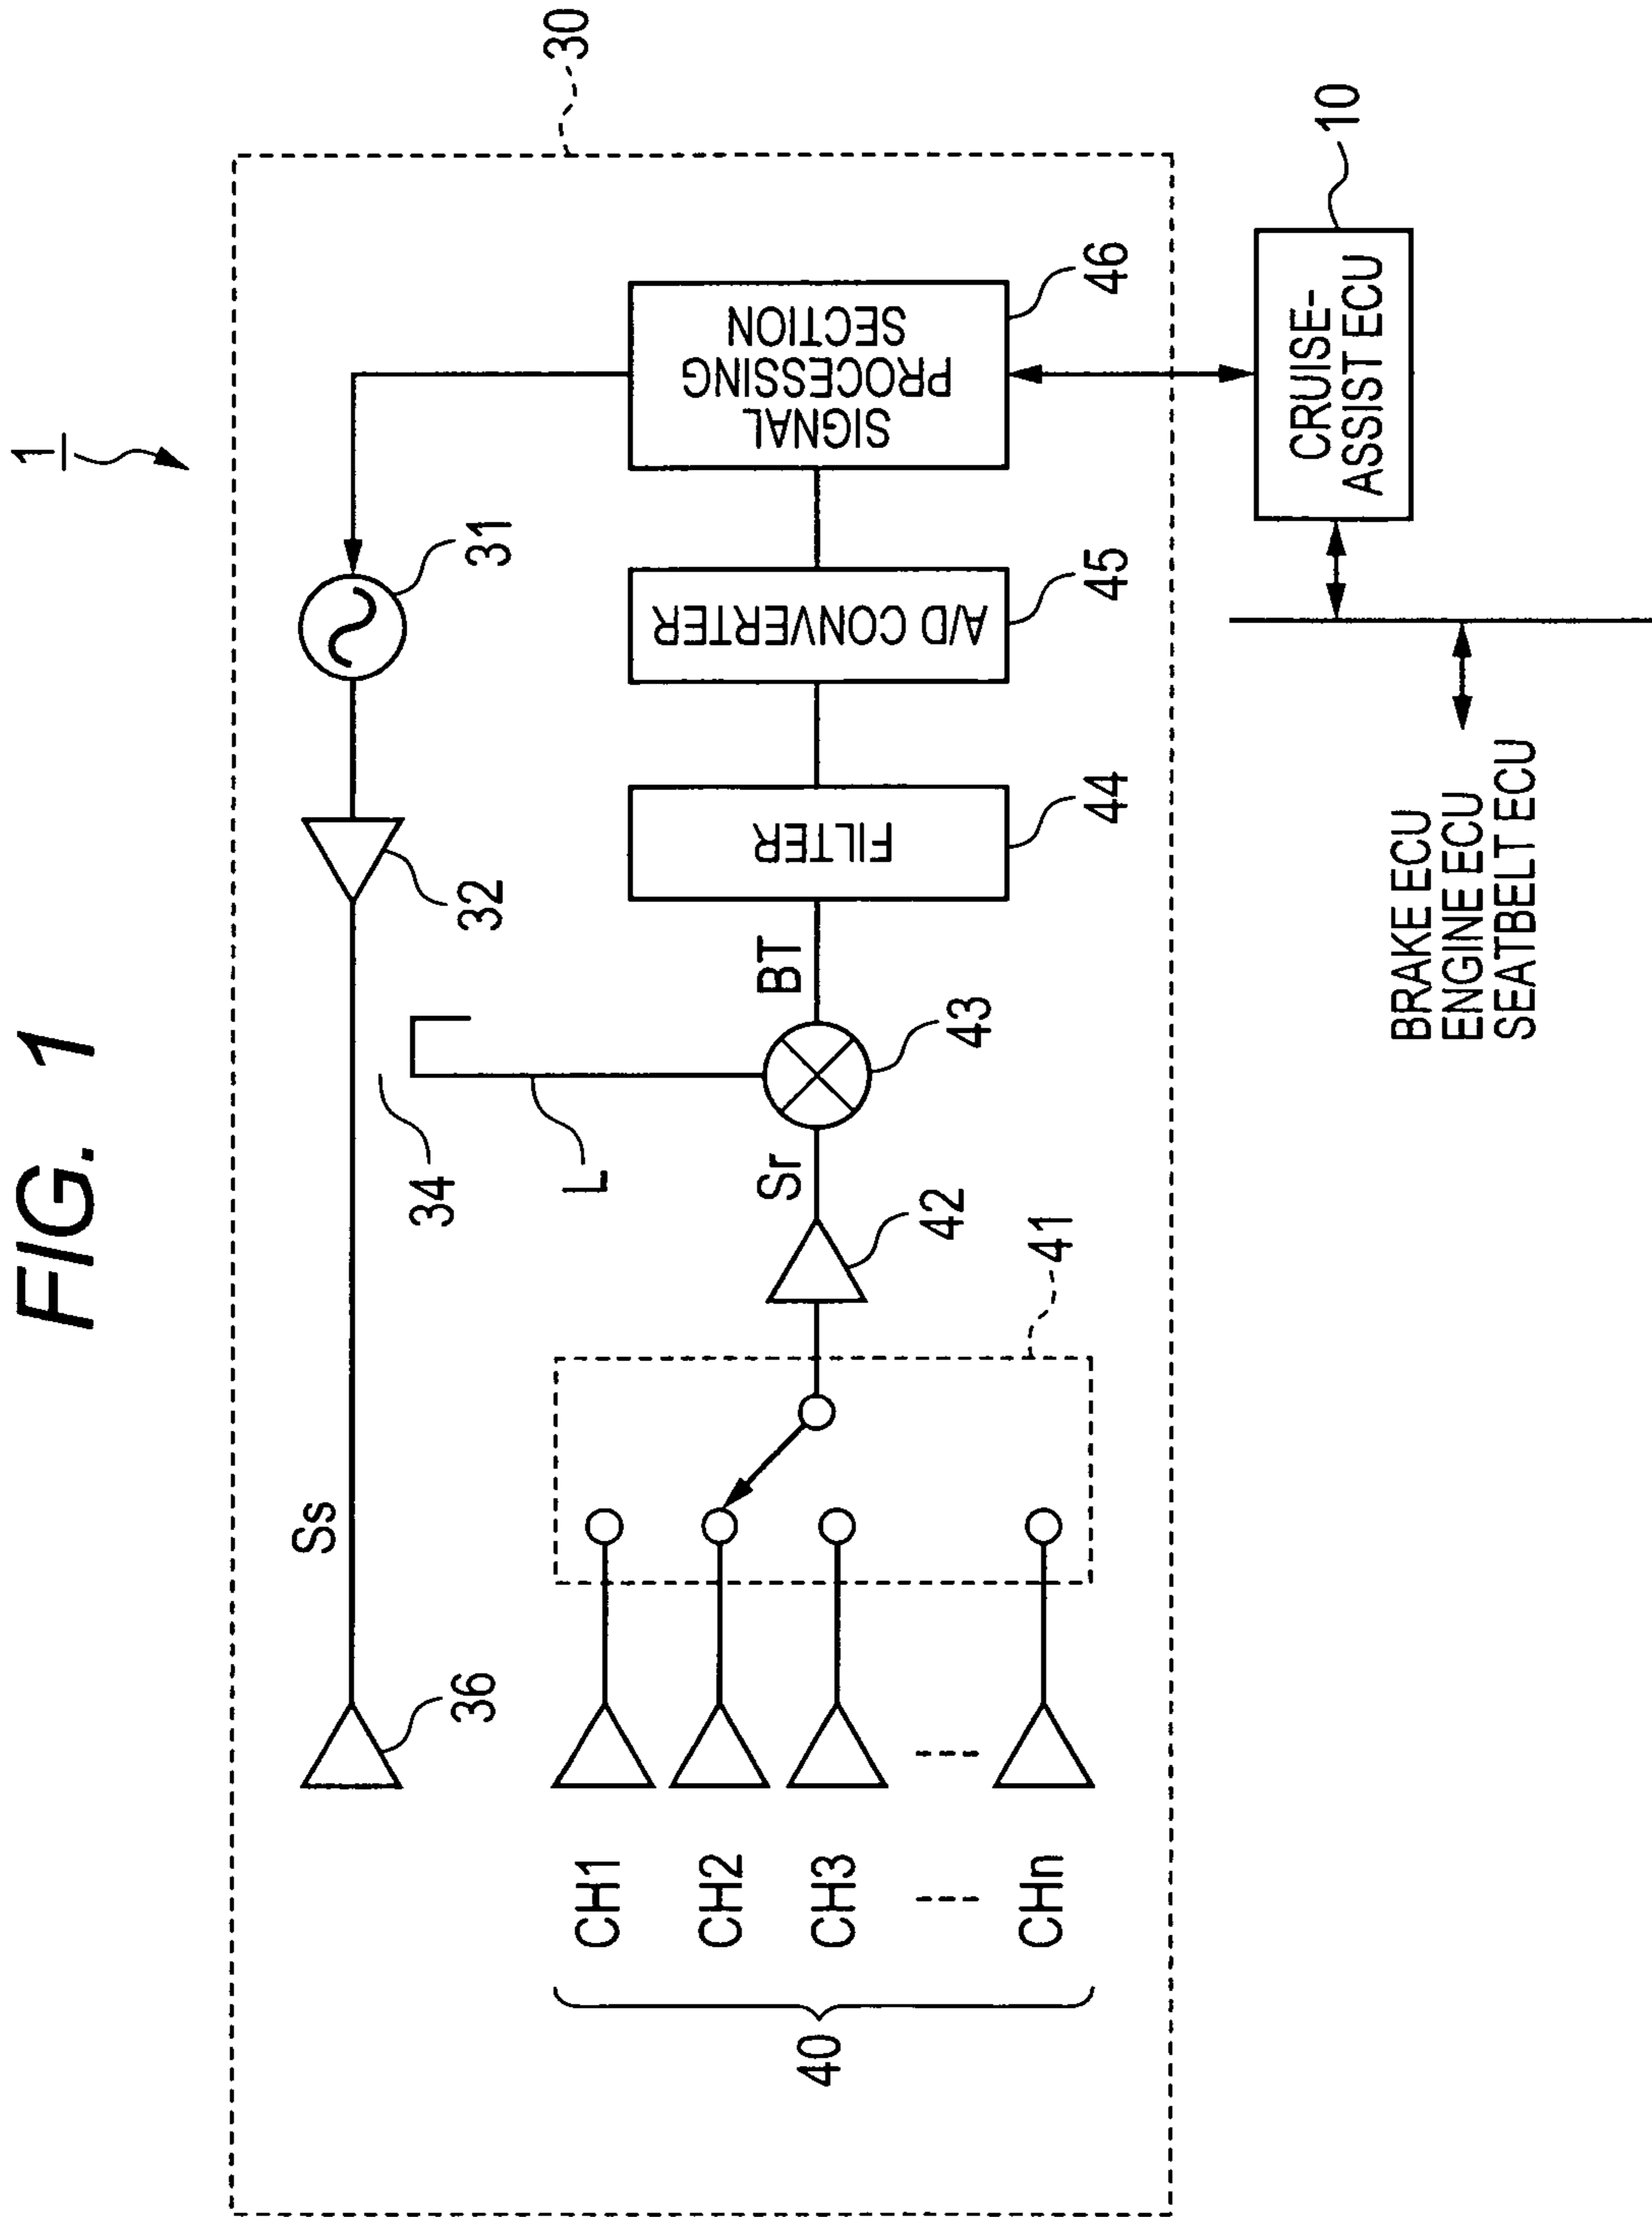 FIG. 1
1
30
31
32
34
36
Ss
L
CH1
CH2
CH3
CHn
40
41
42
Sr
43
BT
FILTER
44
A/D CONVERTER
45
SIGNAL
PROCESSING
SECTION
46
CRUISE-
ASSIST ECU
10
BRAKE ECU
ENGINE ECU
SEATBELT ECU